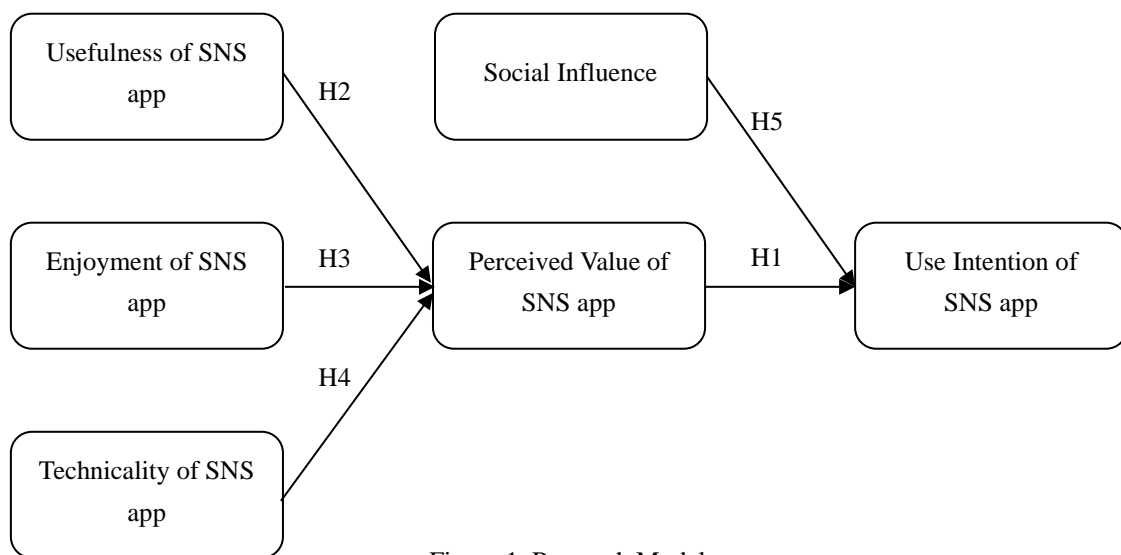 Usefulness of SNS
app
Social Influence
H2
H5
Enjoyment of SNS
app
H3
Perceived Value of
SNS app
H1
Use Intention of
SNS app
H4
Technicality of SNS
app
Figure 1. Research Model